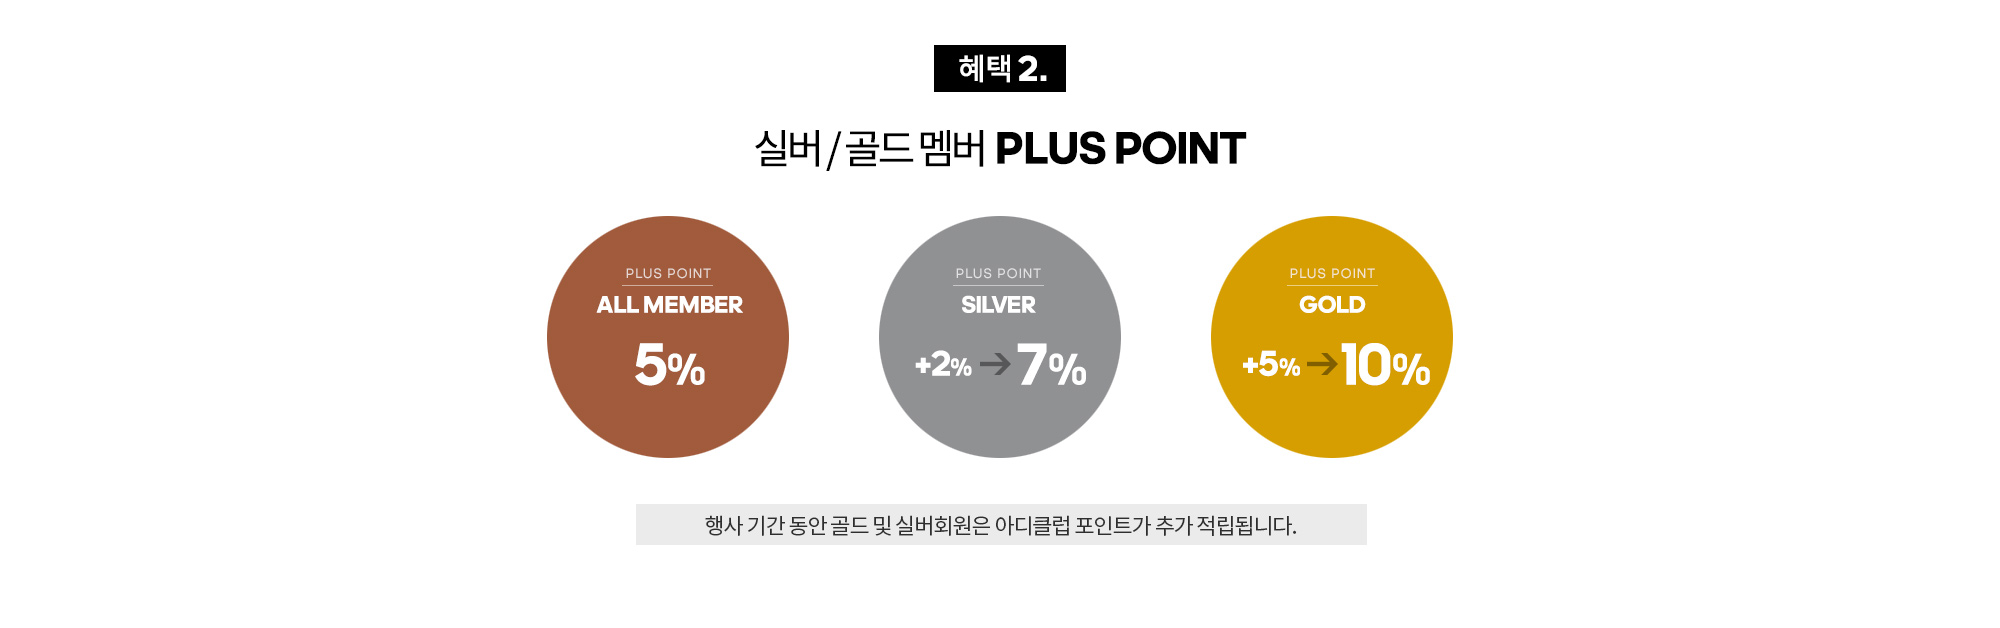 혜택 2.
실버 / 골드 멤버 PLUS POINT
PLUS POINT
ALL MEMBER
5%
PLUS POINT
SILVER
+2% → 7%
PLUS POINT
GOLD
+5% → 10%
행사 기간 동안 골드 및 실버회원은 아디클럽 포인트가 추가 적립됩니다.